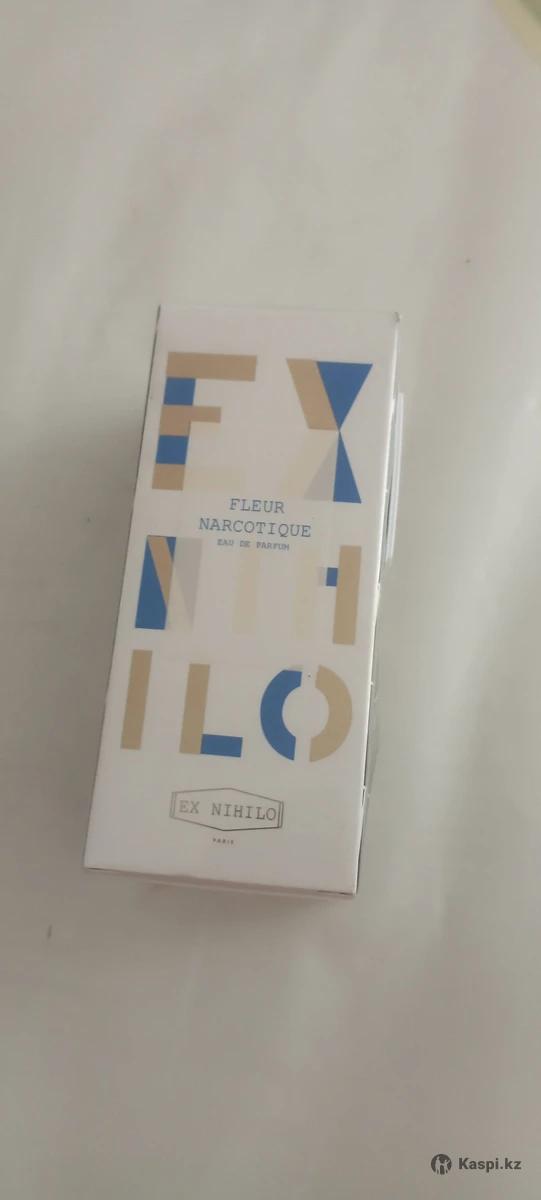 EX
FLEUR
NARCOTIQUE
EAU DE PARFUM
NIH
ILO
EX NIHILO
PARIS
Kaspi.kz